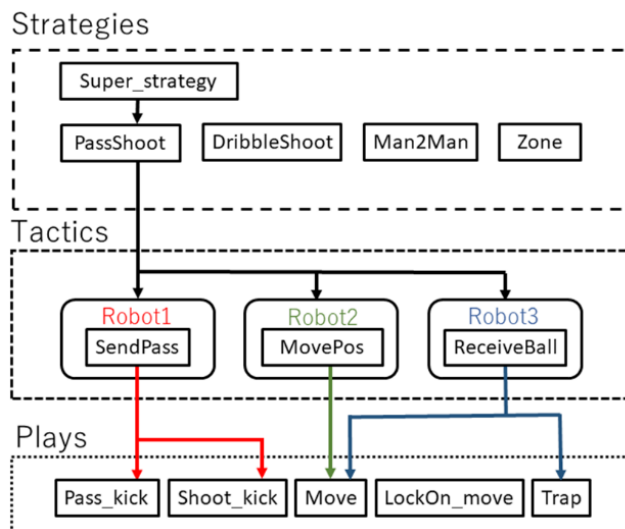 Strategies
Super_strategy
PassShoot DribbleShoot Man2Man Zone
Tactics
Robot1 Robot2 Robot3
SendPass MovePos ReceiveBall
Plays
Pass_kick Shoot_kick Move LockOn_move Trap